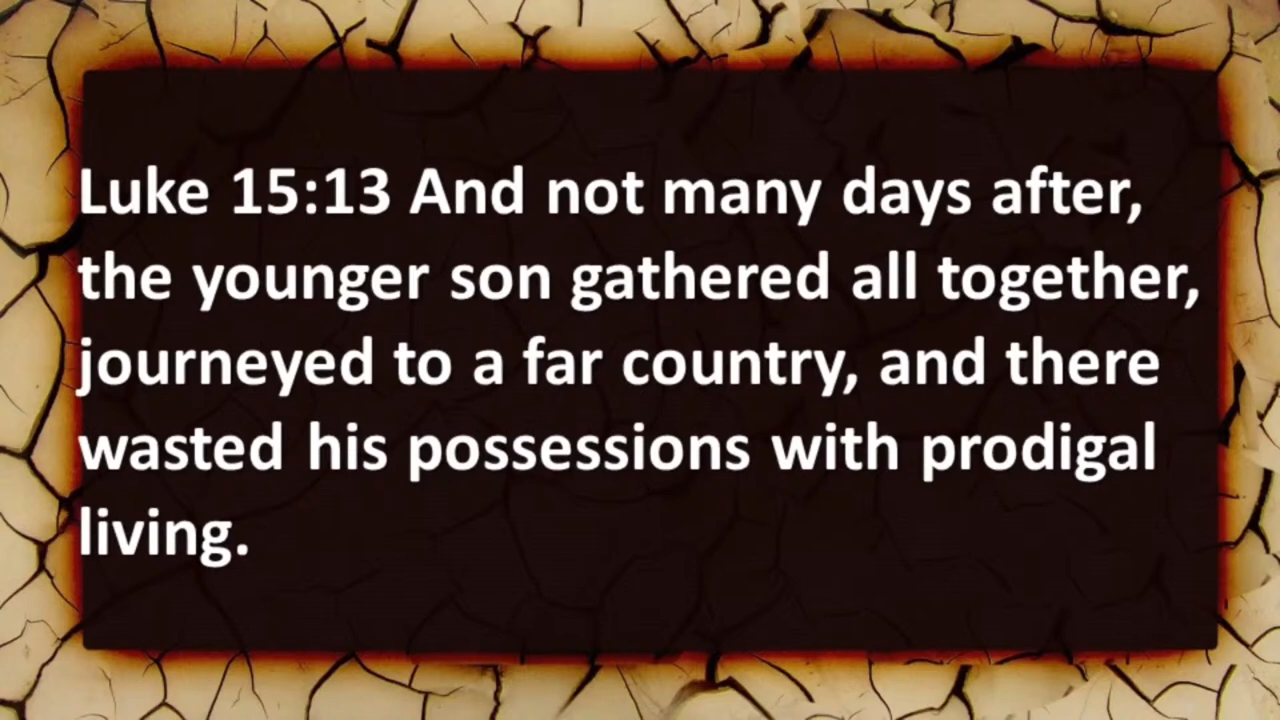 Luke 15:13 And not many days after,
the younger son gathered all together,
journeyed to a far country, and there
wasted his possessions with prodigal
living.